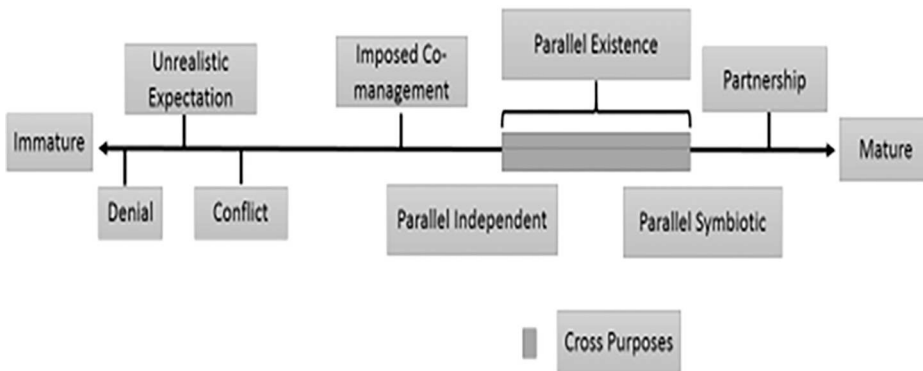 Unrealistic
Expectation
Imposed Co-
management
Parallel Existence
Partnership
Immature
Mature
Denial
Conflict
Parallel Independent
Parallel Symbiotic
Cross Purposes